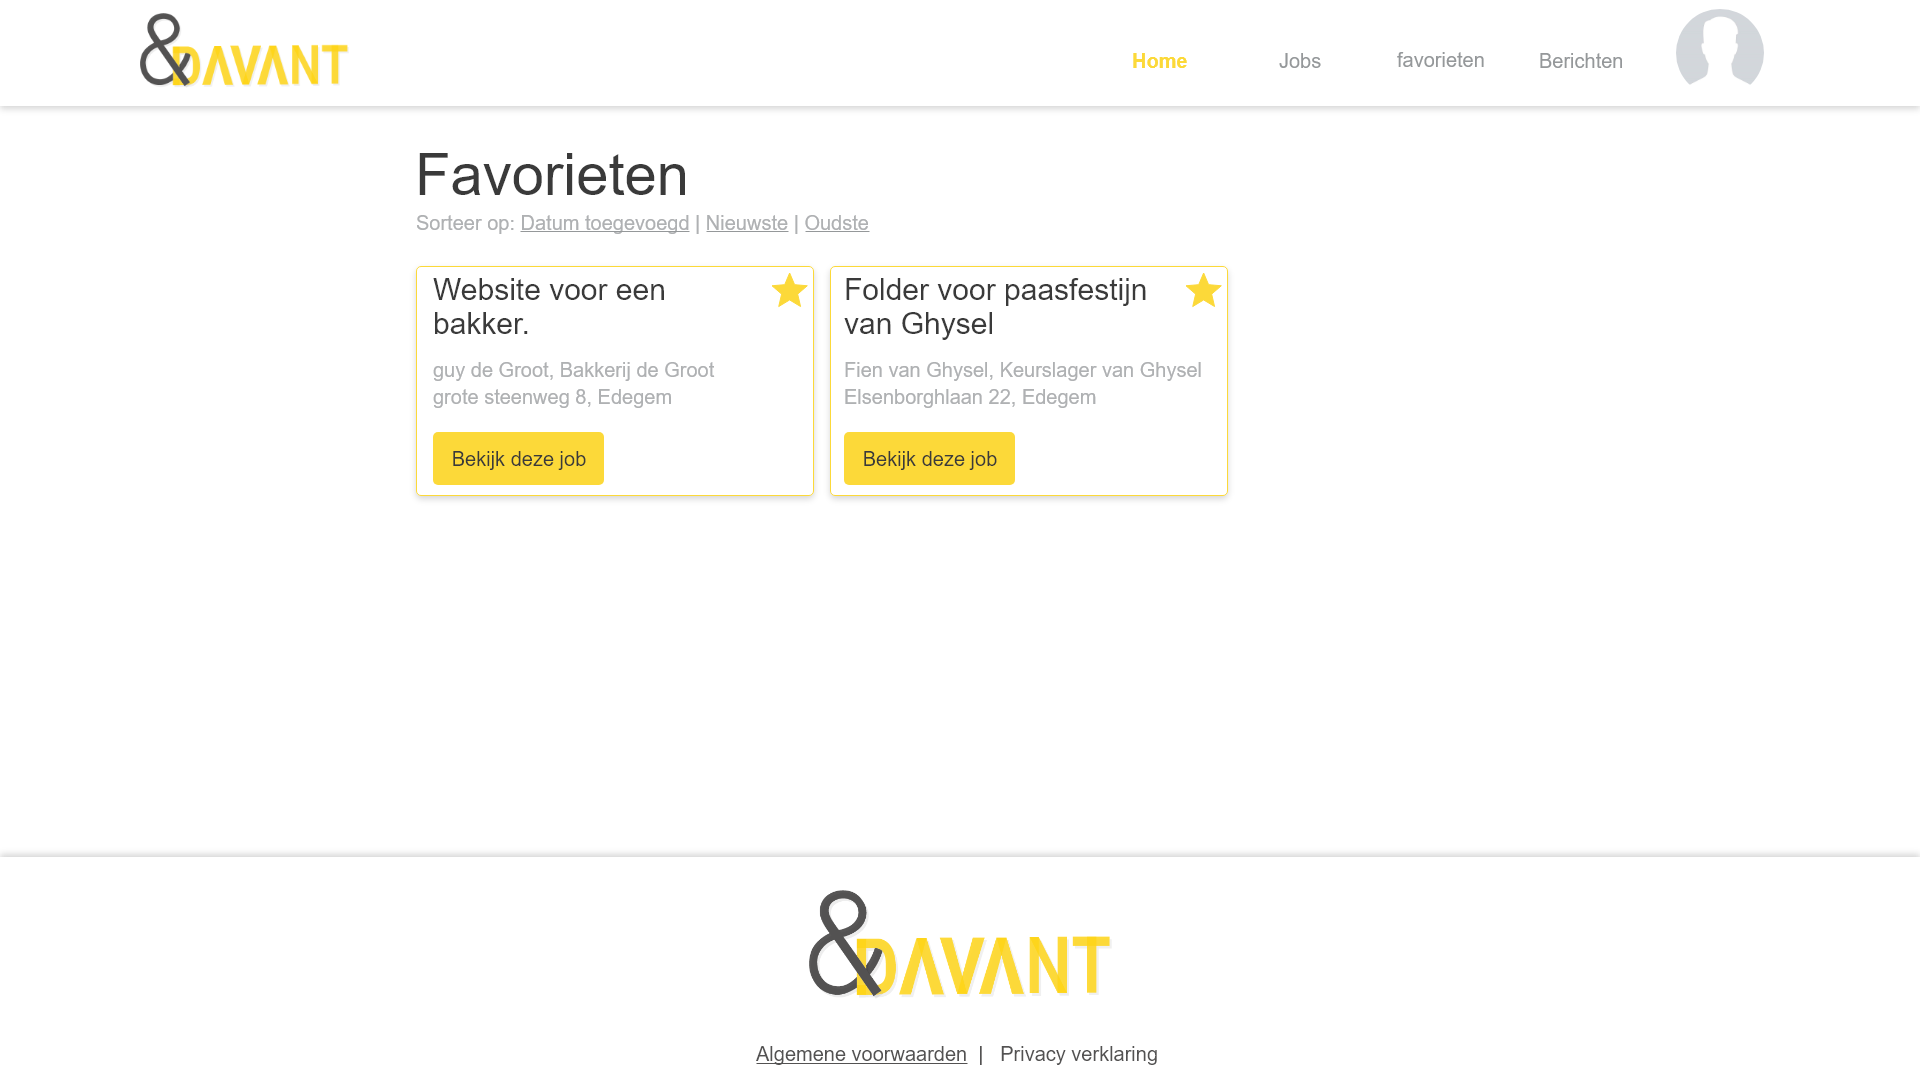 &DAVANT
Home Jobs favorieten Berichten
Favorieten
Sorteer op: Datum toegevoegd | Nieuwste | Oudste
Website voor een
bakker.
guy de Groot, Bakkerij de Groot
grote steenweg 8, Edegem
Bekijk deze job
Folder voor paasfestijn
van Ghysel
Fien van Ghysel, Keurslager van Ghysel
Elsenborghlaan 22, Edegem
Bekijk deze job
&DAVANT
Algemene voorwaarden | Privacy verklaring